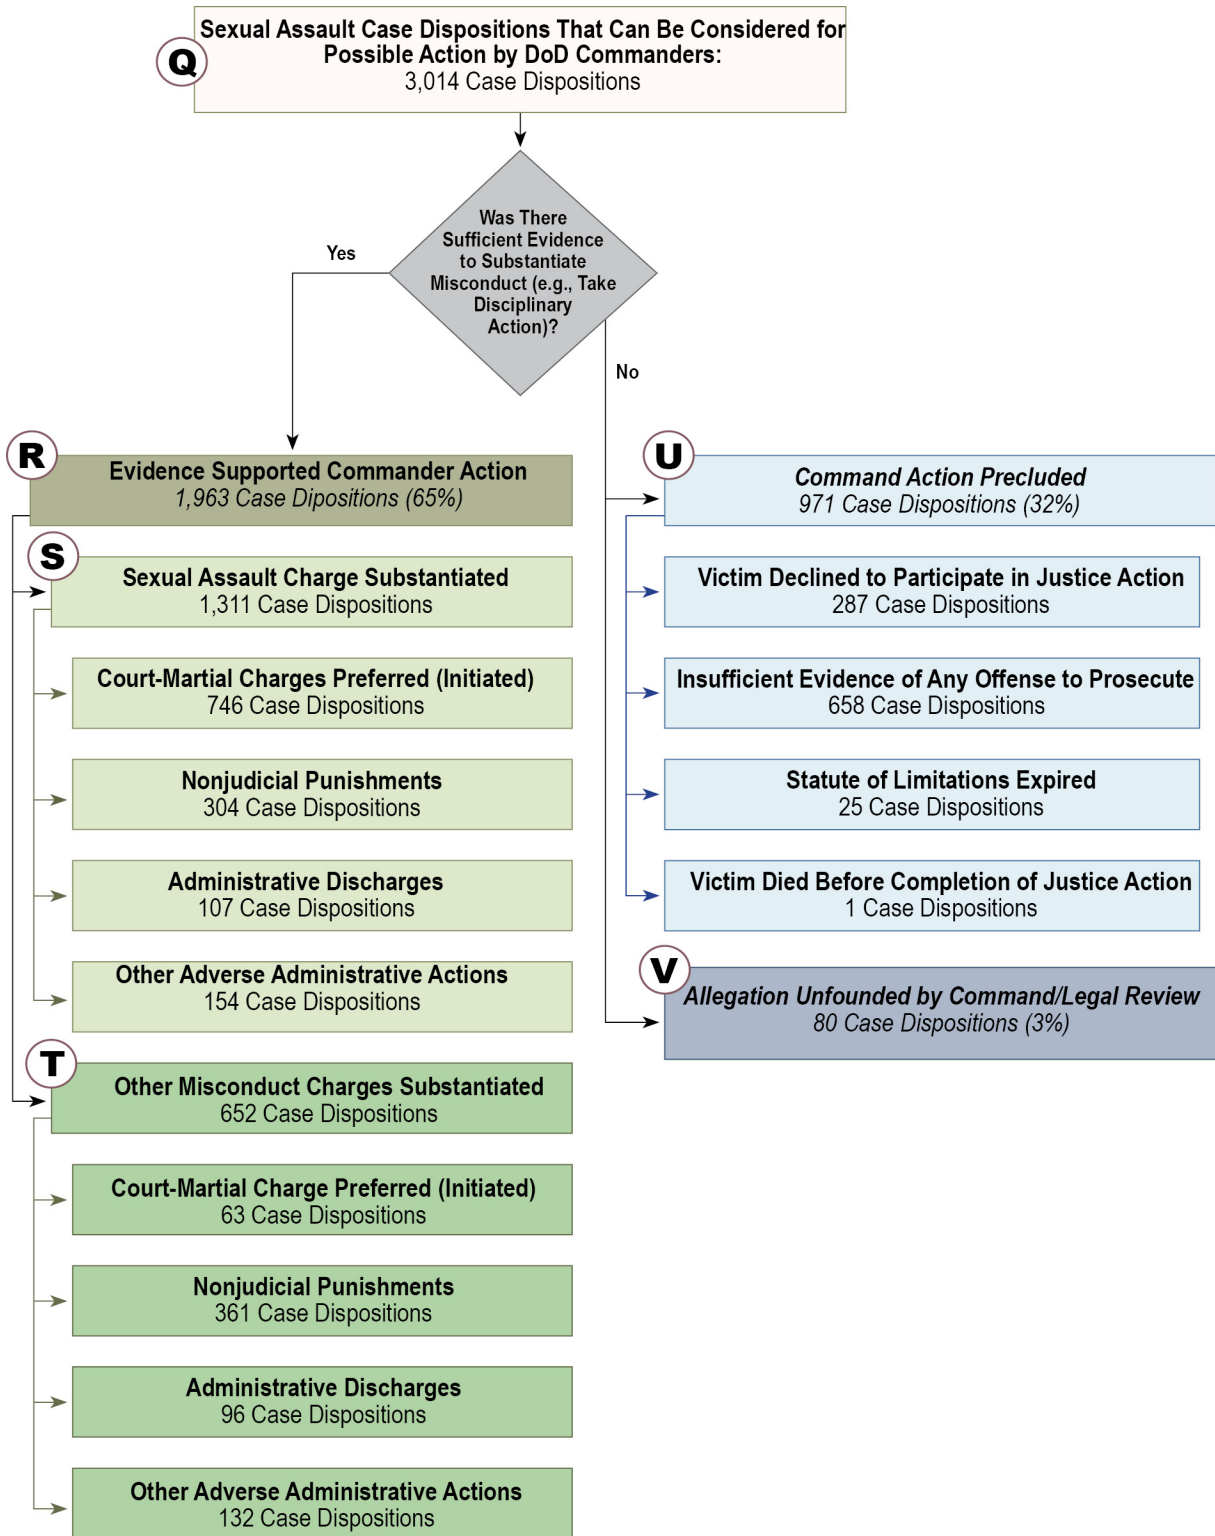 Q
Sexual Assault Case Dispositions That Can Be Considered for
Possible Action by DoD Commanders:
3,014 Case Dispositions
Was There
Sufficient Evidence
to Substantiate
Misconduct (e.g., Take
Disciplinary
Action)?
Yes
No
R
Evidence Supported Commander Action
1,963 Case Dipositions (65%)
S
Sexual Assault Charge Substantiated
1,311 Case Dispositions
Court-Martial Charges Preferred (Initiated)
746 Case Dispositions
Nonjudicial Punishments
304 Case Dispositions
Administrative Discharges
107 Case Dispositions
Other Adverse Administrative Actions
154 Case Dispositions
T
Other Misconduct Charges Substantiated
652 Case Dispositions
Court-Martial Charge Preferred (Initiated)
63 Case Dispositions
Nonjudicial Punishments
361 Case Dispositions
Administrative Discharges
96 Case Dispositions
Other Adverse Administrative Actions
132 Case Dispositions
U
Command Action Precluded
971 Case Dispositions (32%)
Victim Declined to Participate in Justice Action
287 Case Dispositions
Insufficient Evidence of Any Offense to Prosecute
658 Case Dispositions
Statute of Limitations Expired
25 Case Dispositions
Victim Died Before Completion of Justice Action
1 Case Dispositions
V
Allegation Unfounded by Command/Legal Review
80 Case Dispositions (3%)